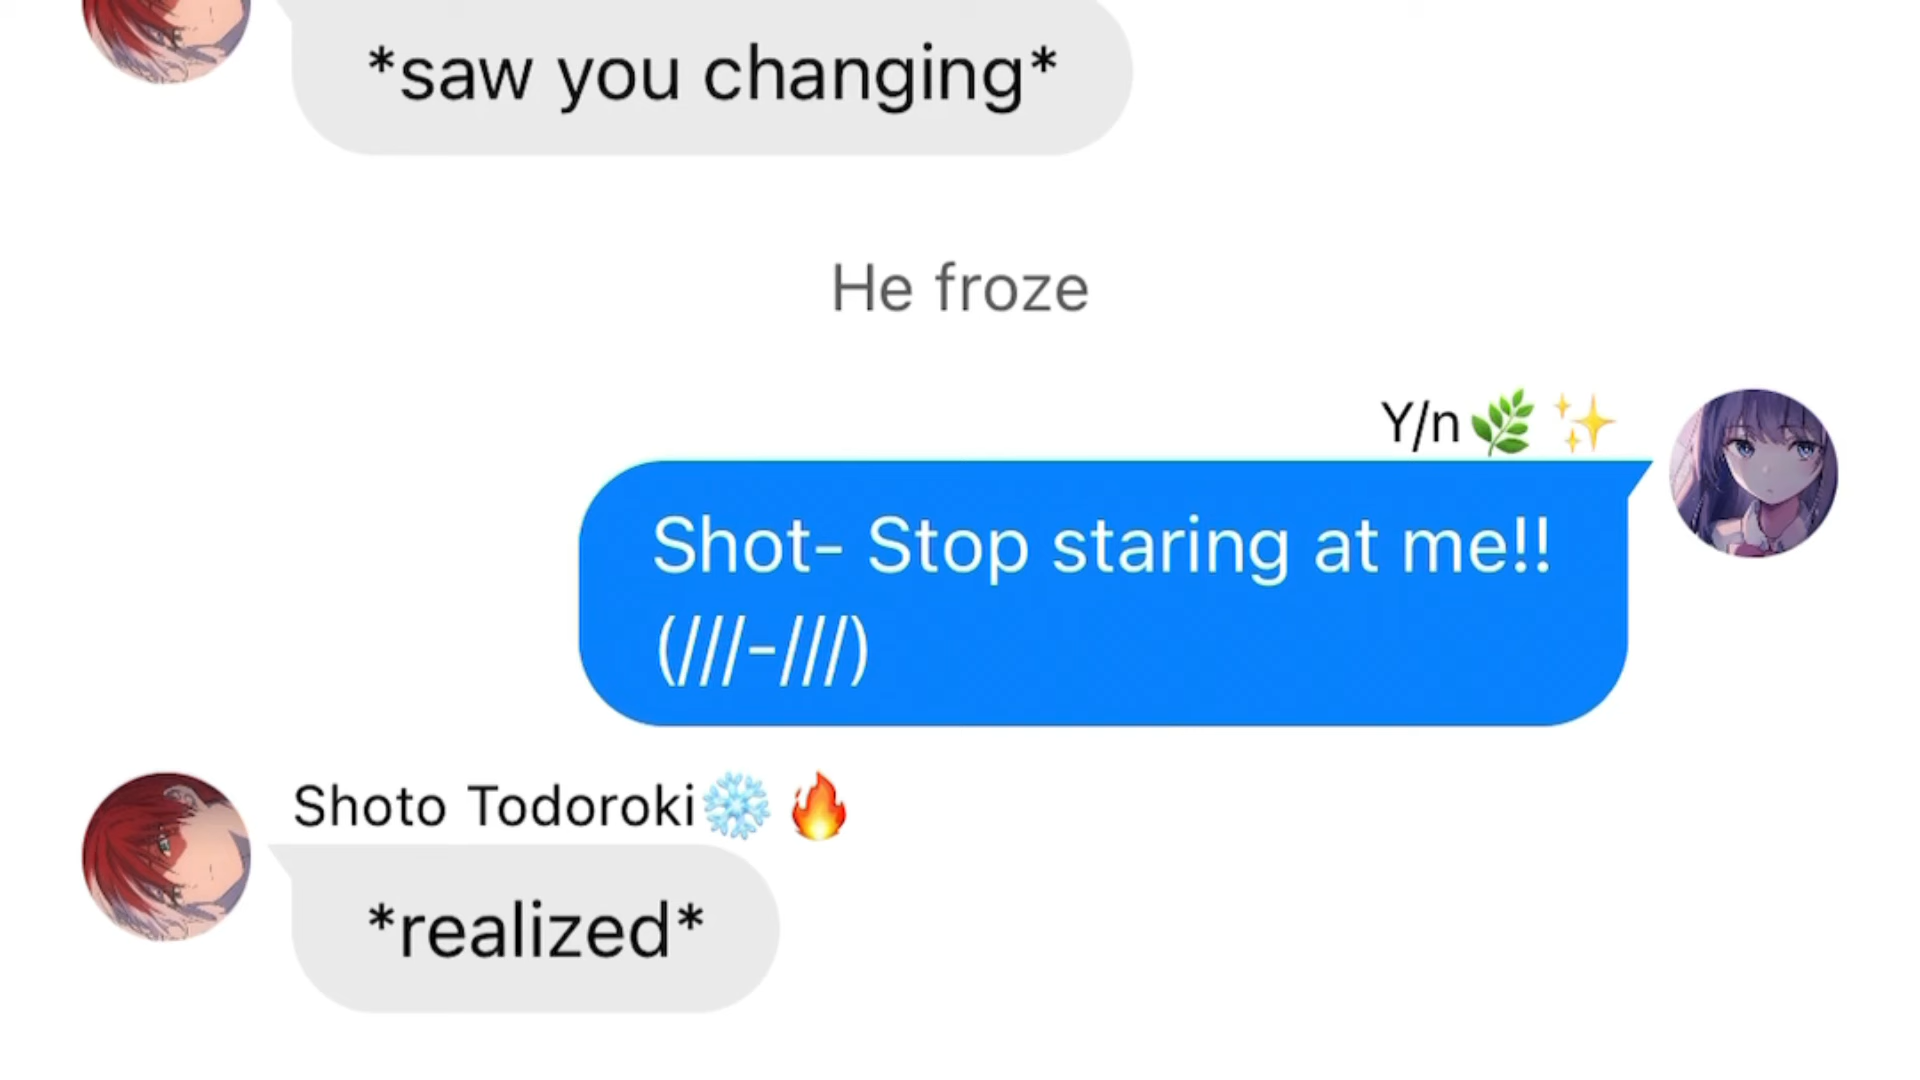 *saw you changing*
He froze
Y/n🌿 ✨
Shot- Stop staring at me!!
(///-///)
Shoto Todoroki❄️ 🔥
*realized*